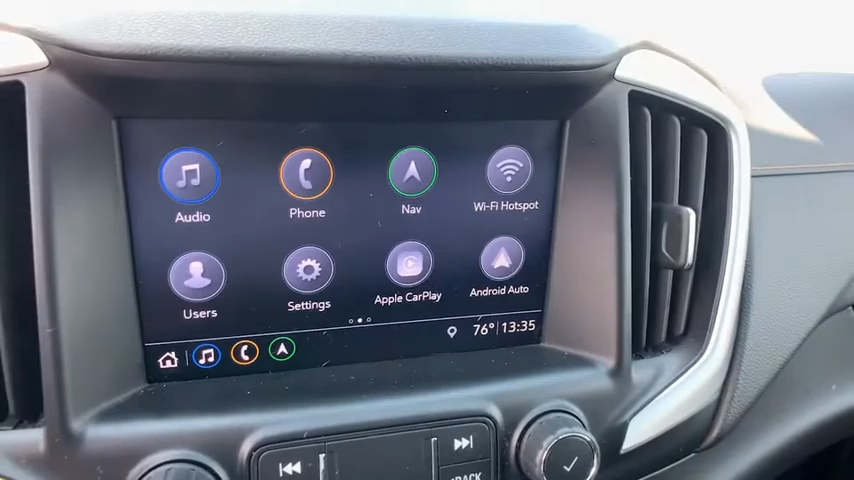 Audio Phone Nav Wi-Fi Hotspot
Users Settings Apple CarPlay Android Auto
76° 13:35
BACK